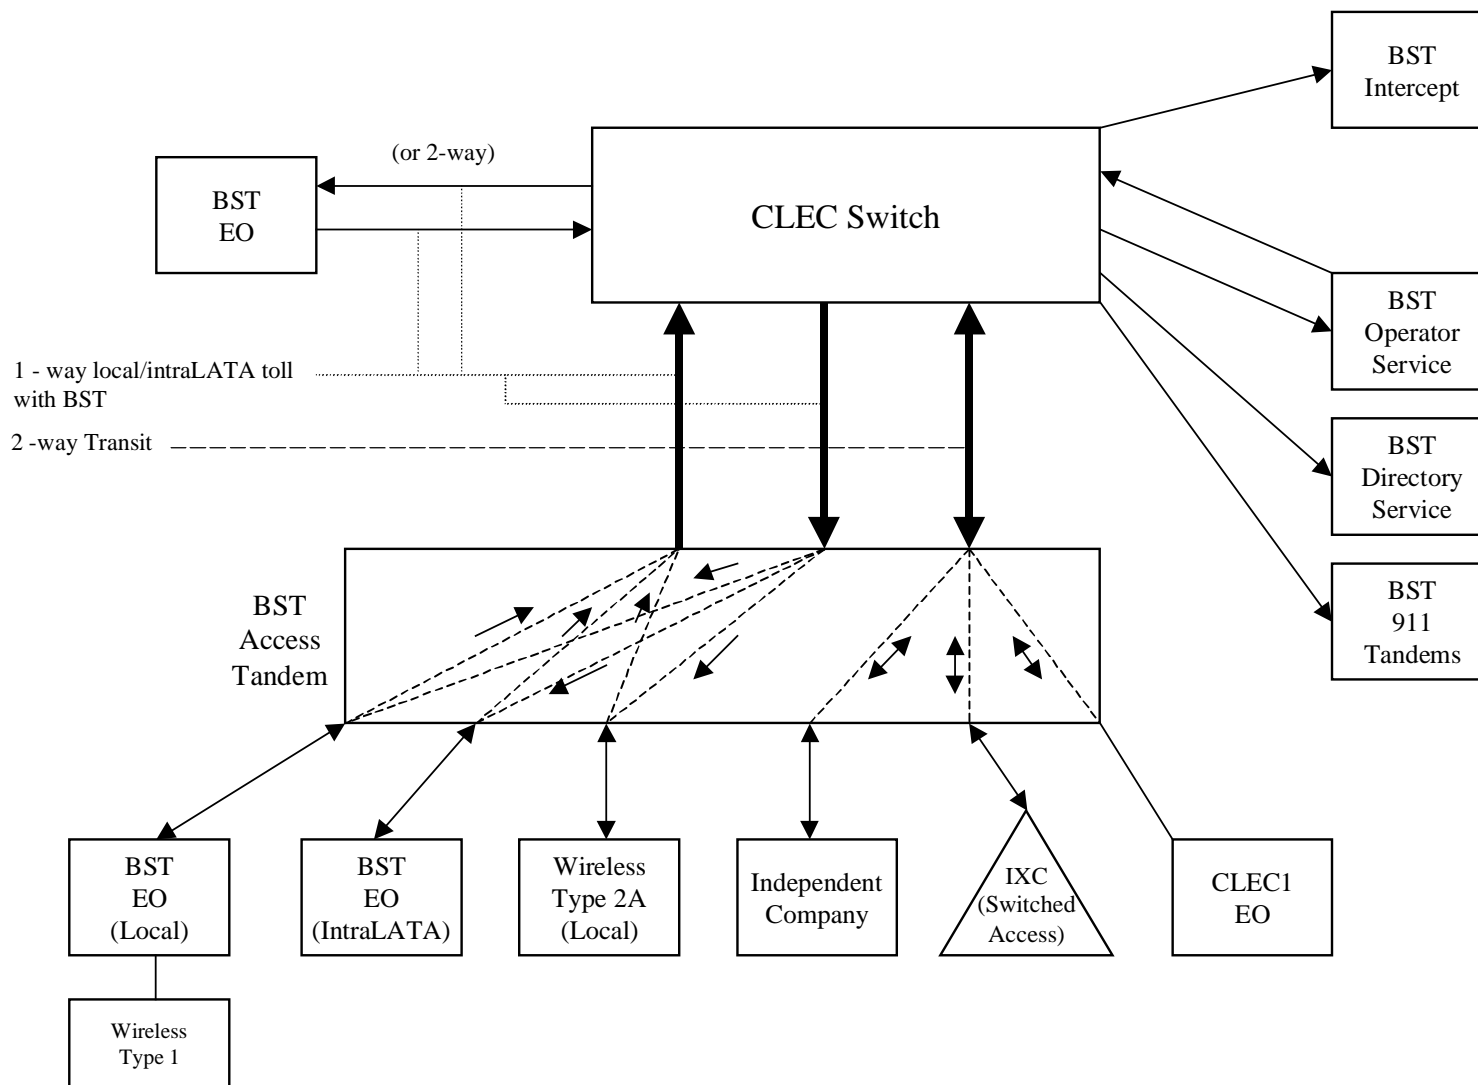 BST
Intercept
(or 2-way)
BST
EO
CLEC Switch
BST
Operator
Service
1 - way local/intraLATA toll
with BST
2 -way Transit
BST
Directory
Service
BST
911
Tandems
BST
Access
Tandem
BST
EO
(Local)
BST
EO
(IntraLATA)
Wireless
Type 2A
(Local)
Independent
Company
IXC
(Switched
Access)
CLEC1
EO
Wireless
Type 1